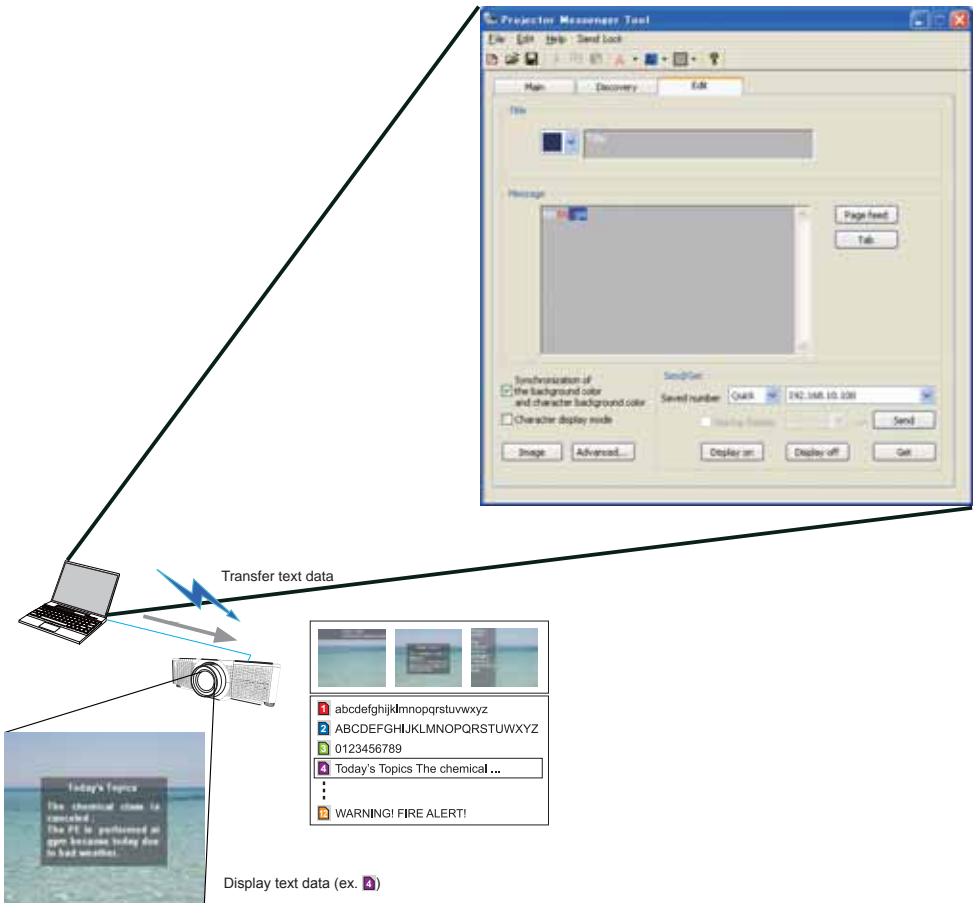 Projector Messenger Tool
File Edit Help Send Lock
Main Discovery Edit
Title
Title
Message
Page feed
Tab
Synchronization of
the background color
and character background color
Character display mode
Image Advanced...
Send/Get
Saved number Quick 192.168.10.100
Send
Display on Display off Get
Transfer text data
1 abcdefghijklmnopqrstuvwxyz
2 ABCDEFGHIJKLMNOPQRSTUWXYZ
3 0123456789
4 Today's Topics The chemical ...
12 WARNING! FIRE ALERT!
Today's Topics
The chemical class is
canceled.
The PE is performed at
gym because today due
to bad weather.
Display text data (ex. 4)